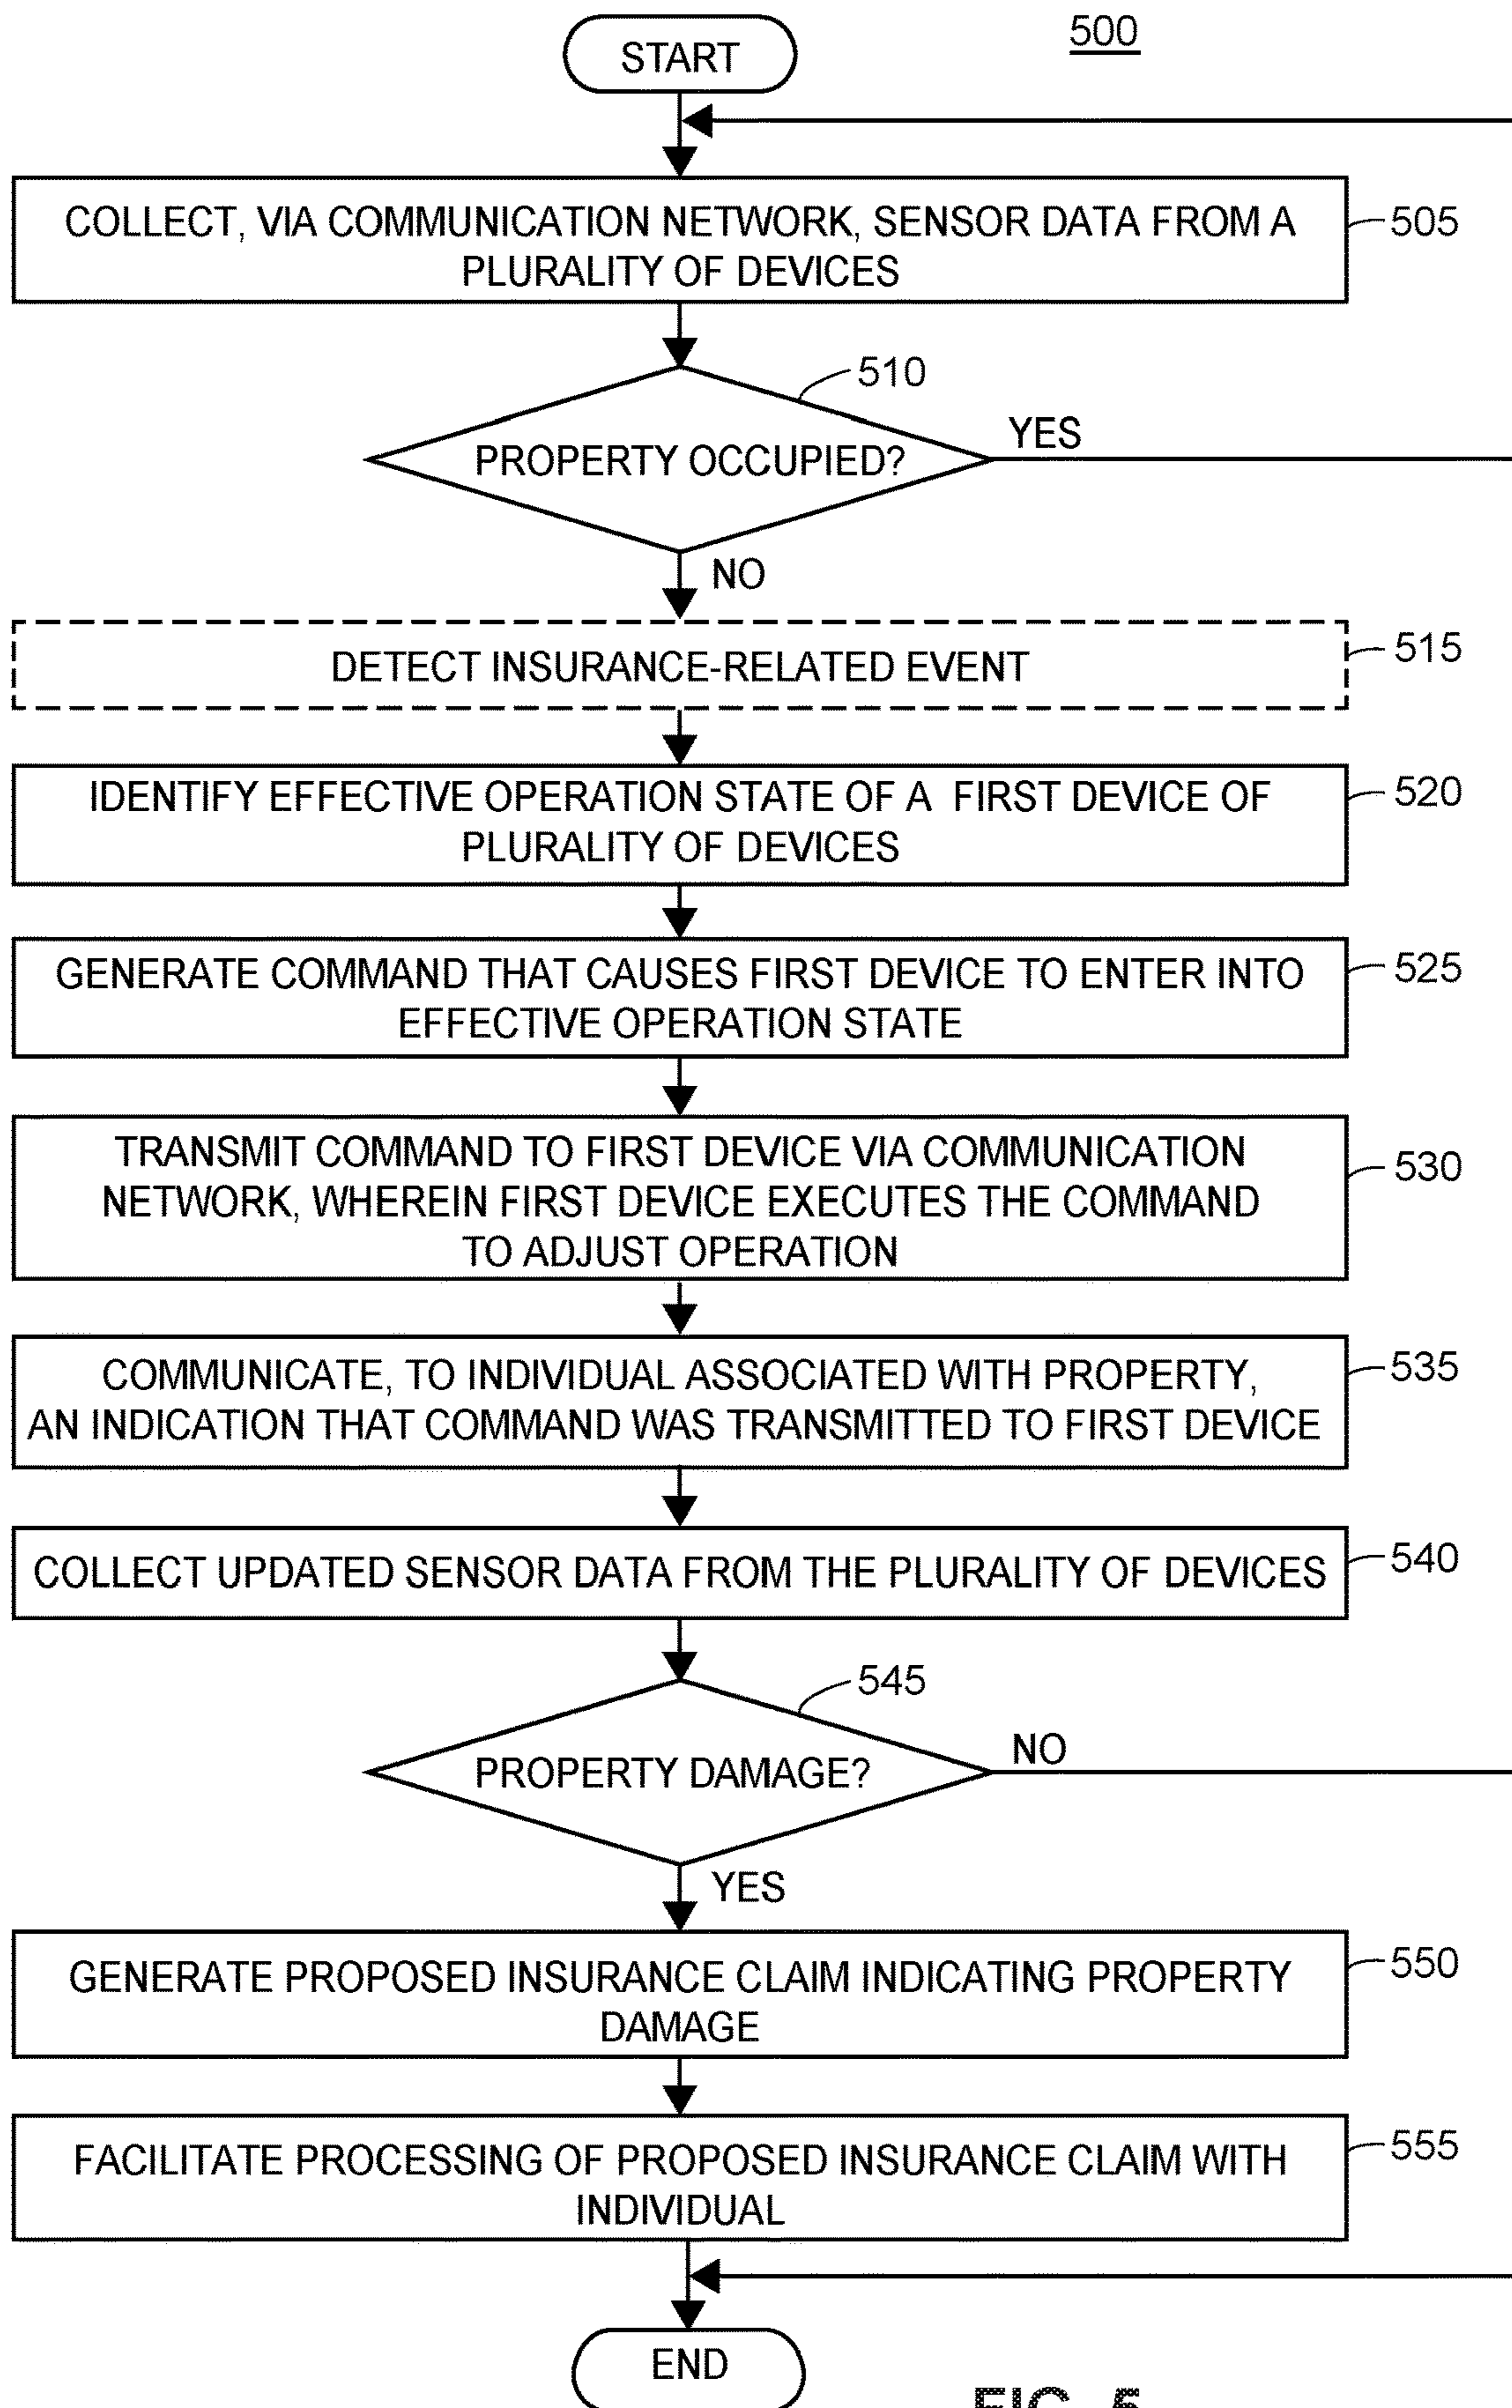 500
START
COLLECT, VIA COMMUNICATION NETWORK, SENSOR DATA FROM A
PLURALITY OF DEVICES
505
510
PROPERTY OCCUPIED?
YES
NO
DETECT INSURANCE-RELATED EVENT
515
IDENTIFY EFFECTIVE OPERATION STATE OF A FIRST DEVICE OF
PLURALITY OF DEVICES
520
GENERATE COMMAND THAT CAUSES FIRST DEVICE TO ENTER INTO
EFFECTIVE OPERATION STATE
525
TRANSMIT COMMAND TO FIRST DEVICE VIA COMMUNICATION
NETWORK, WHEREIN FIRST DEVICE EXECUTES THE COMMAND
TO ADJUST OPERATION
530
COMMUNICATE, TO INDIVIDUAL ASSOCIATED WITH PROPERTY,
AN INDICATION THAT COMMAND WAS TRANSMITTED TO FIRST DEVICE
535
COLLECT UPDATED SENSOR DATA FROM THE PLURALITY OF DEVICES
540
545
PROPERTY DAMAGE?
NO
YES
GENERATE PROPOSED INSURANCE CLAIM INDICATING PROPERTY
DAMAGE
550
FACILITATE PROCESSING OF PROPOSED INSURANCE CLAIM WITH
INDIVIDUAL
555
END
FIG. 5